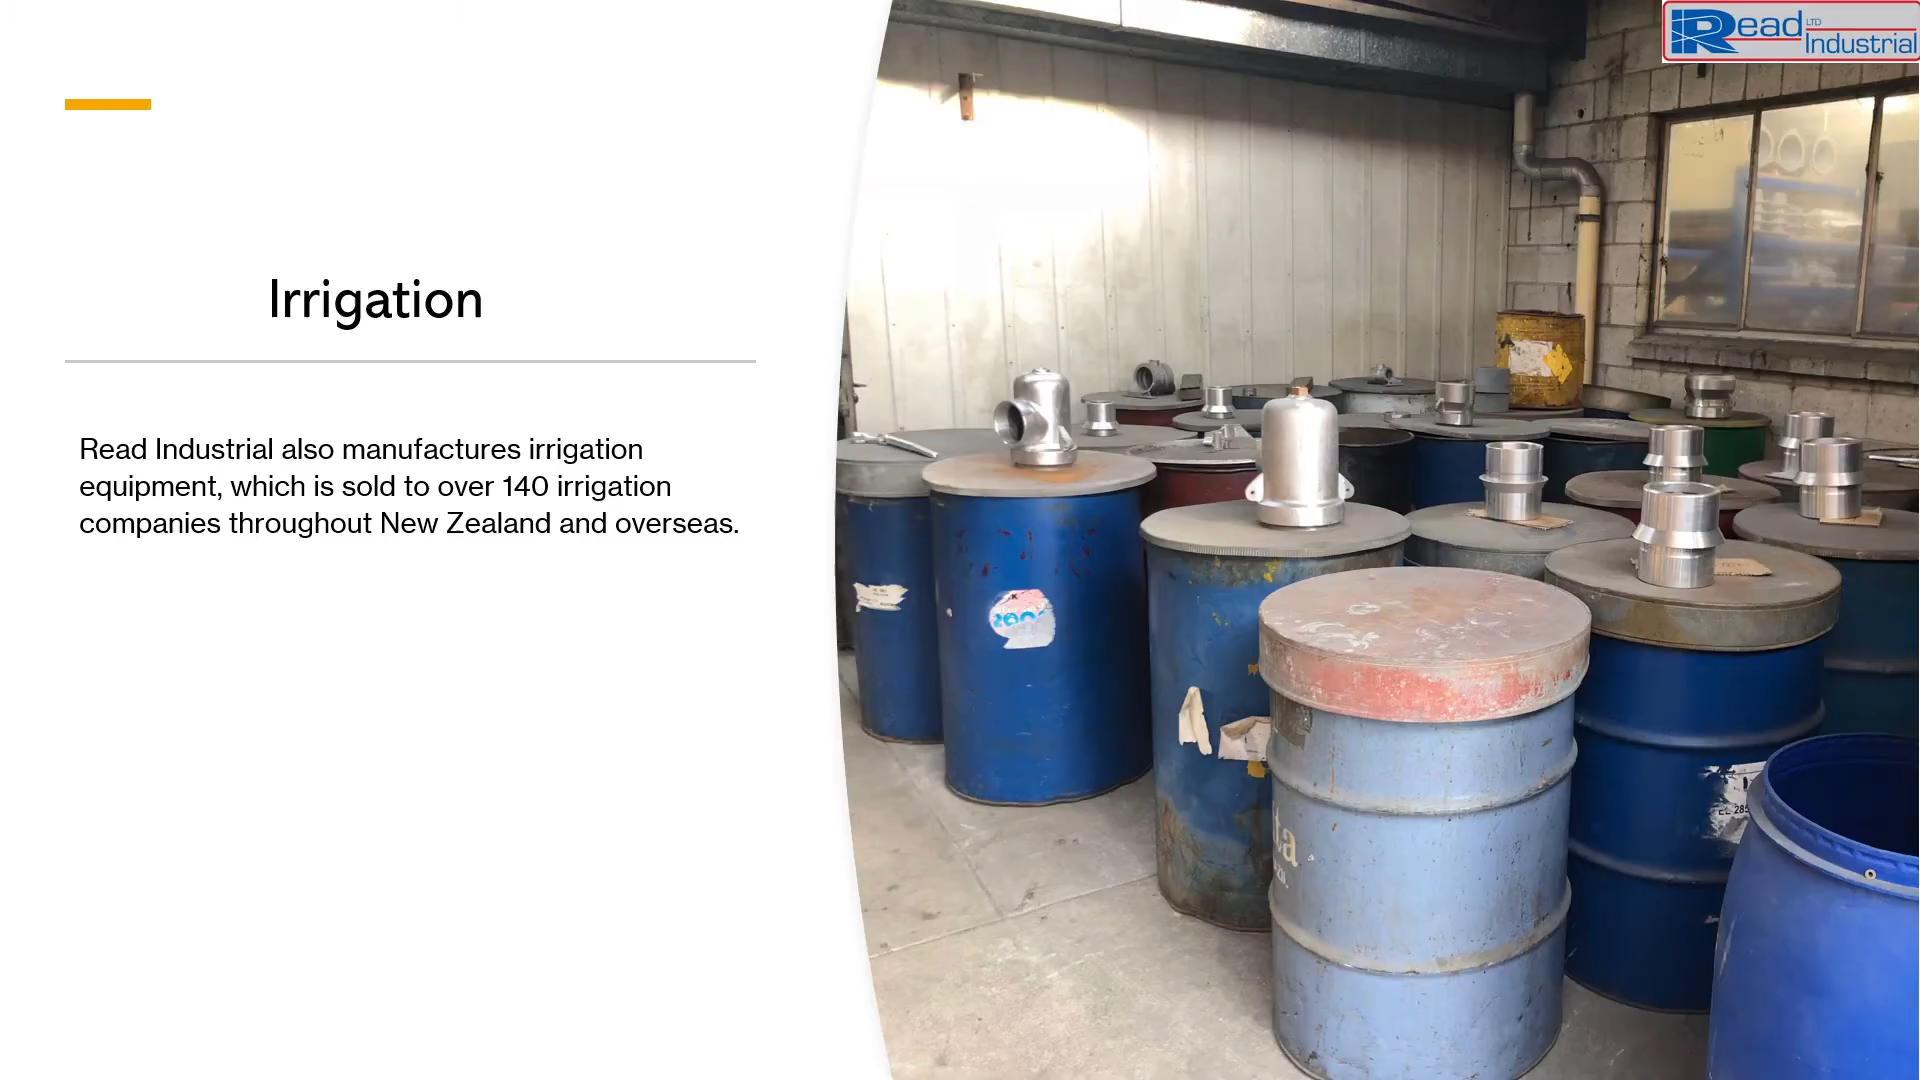 Read LTD Industrial
Irrigation
Read Industrial also manufactures irrigation
equipment, which is sold to over 140 irrigation
companies throughout New Zealand and overseas.